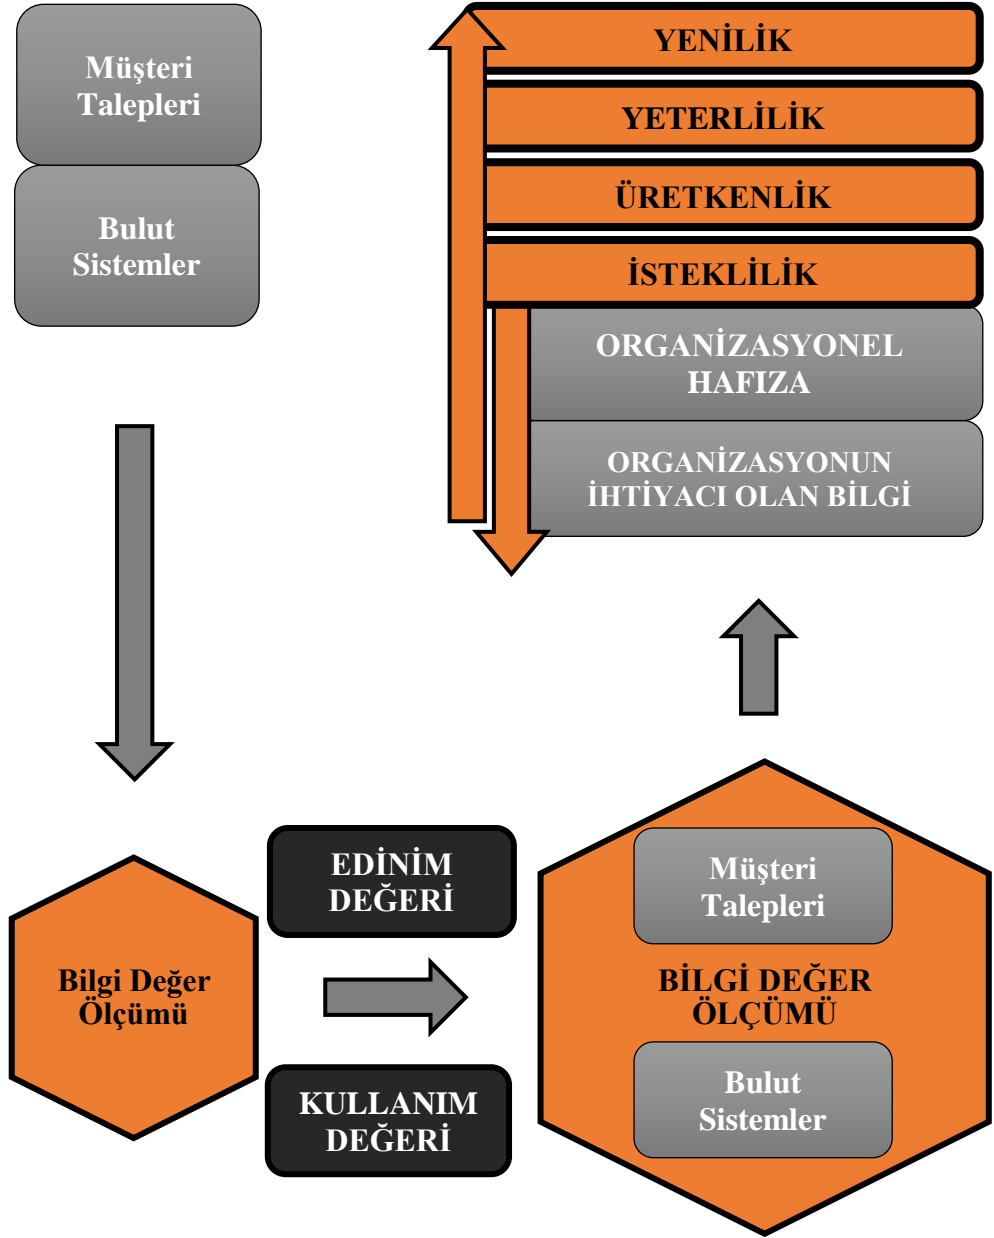 Müşteri
Talepleri
Bulut
Sistemler
YENİLİK
YETERLİLİK
ÜRETKENLİK
İSTEKLİLİK
ORGANİZASYONEL
HAFIZA
ORGANİZASYONUN
İHTİYACI OLAN BİLGİ
Bilgi Değer
Ölçümü
EDİNİM
DEĞERİ
KULLANIM
DEĞERİ
Müşteri
Talepleri
BİLGİ DEĞER
ÖLÇÜMÜ
Bulut
Sistemler